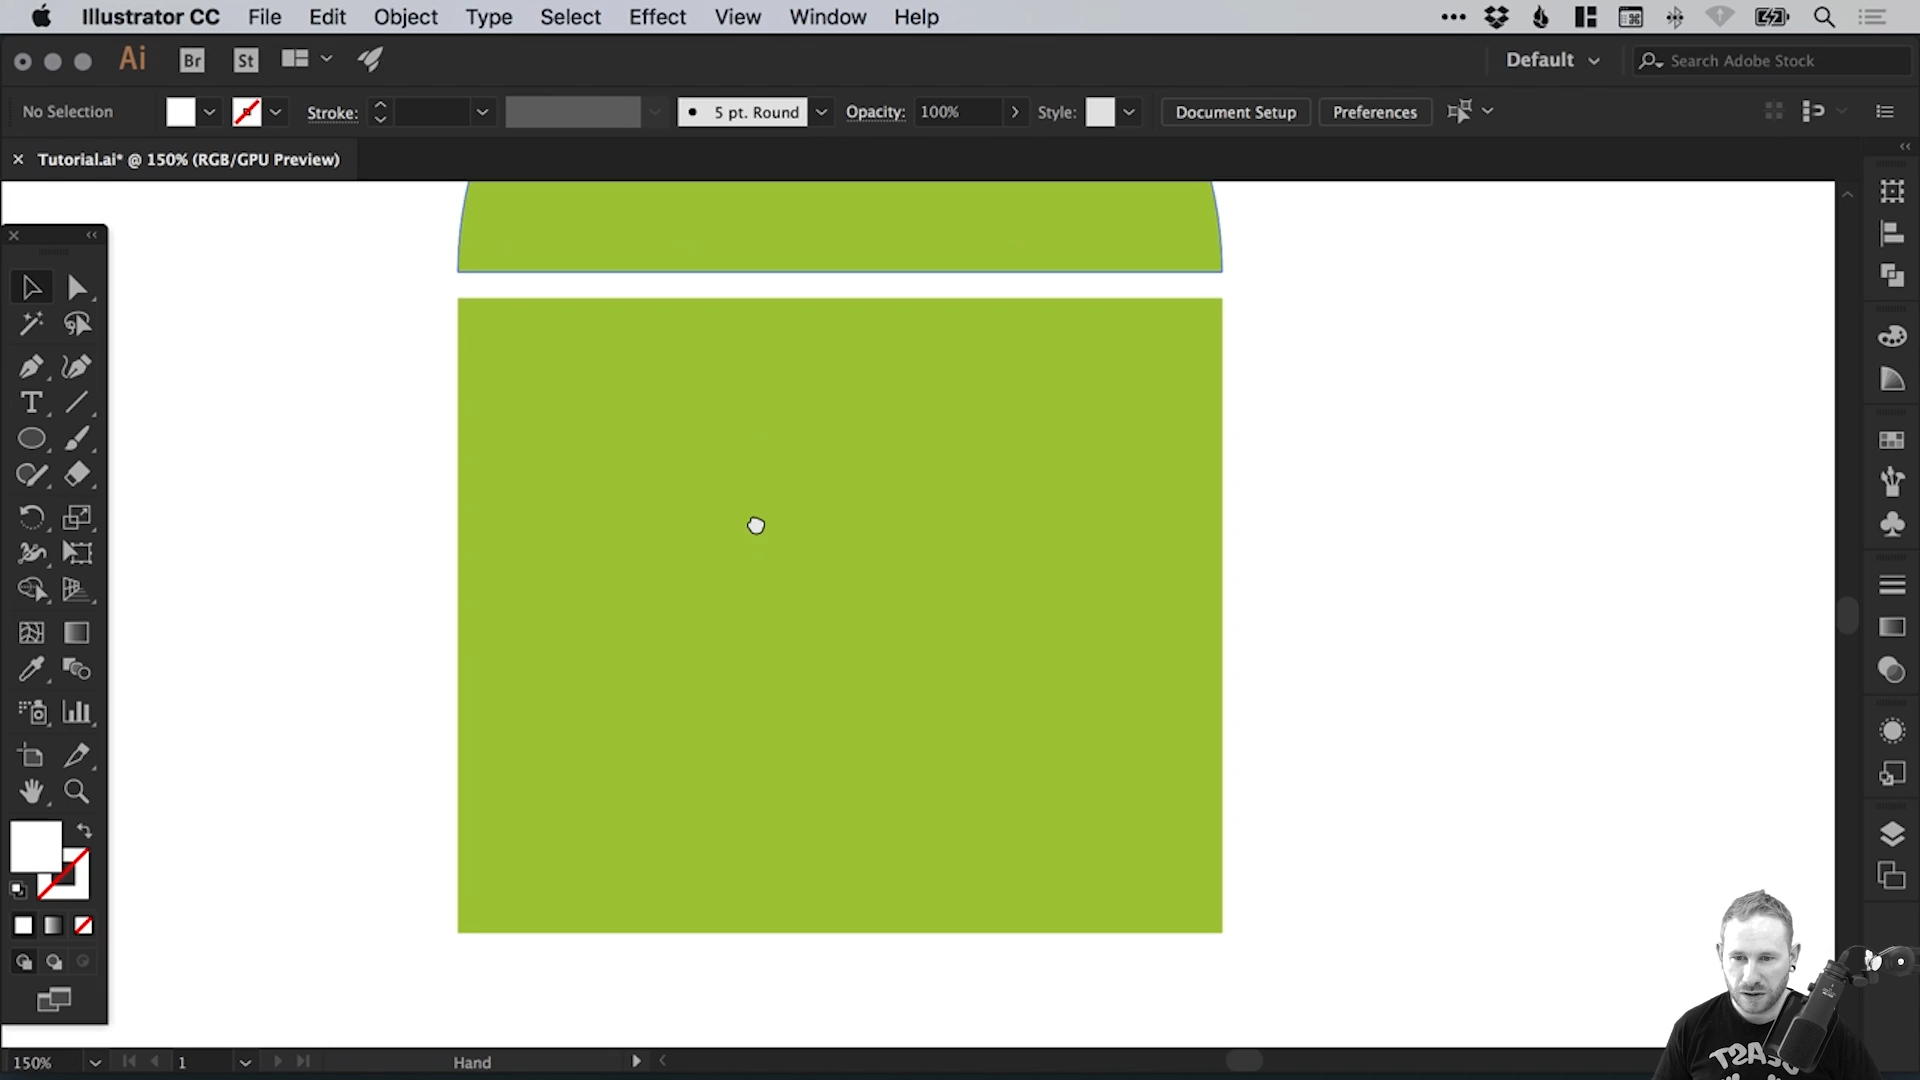 Illustrator CC File Edit Object Type Select Effect View Window Help
Ai Br St Default Search Adobe Stock
No Selection Stroke: 5 pt. Round Opacity: 100% Style: Document Setup Preferences
Tutorial.ai* @ 150% (RGB/GPU Preview)
150% 1 Hand